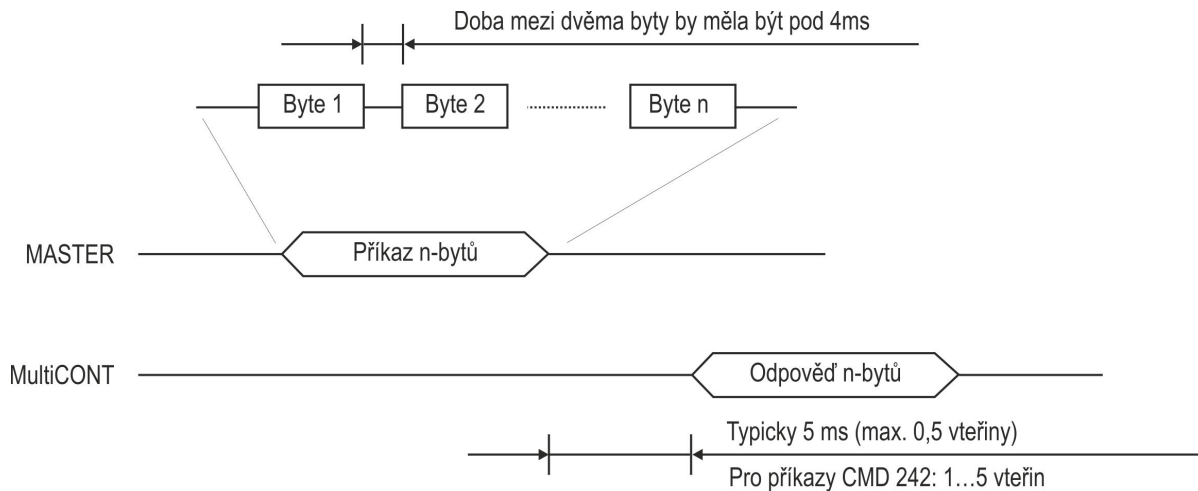 Doba mezi dvěma byty by měla být pod 4ms
Byte 1
Byte 2
Byte n
MASTER
Příkaz n-bytů
MultiCONT
Odpověď n-bytů
Typicky 5 ms (max. 0,5 vteřiny)
Pro příkazy CMD 242: 1...5 vteřin